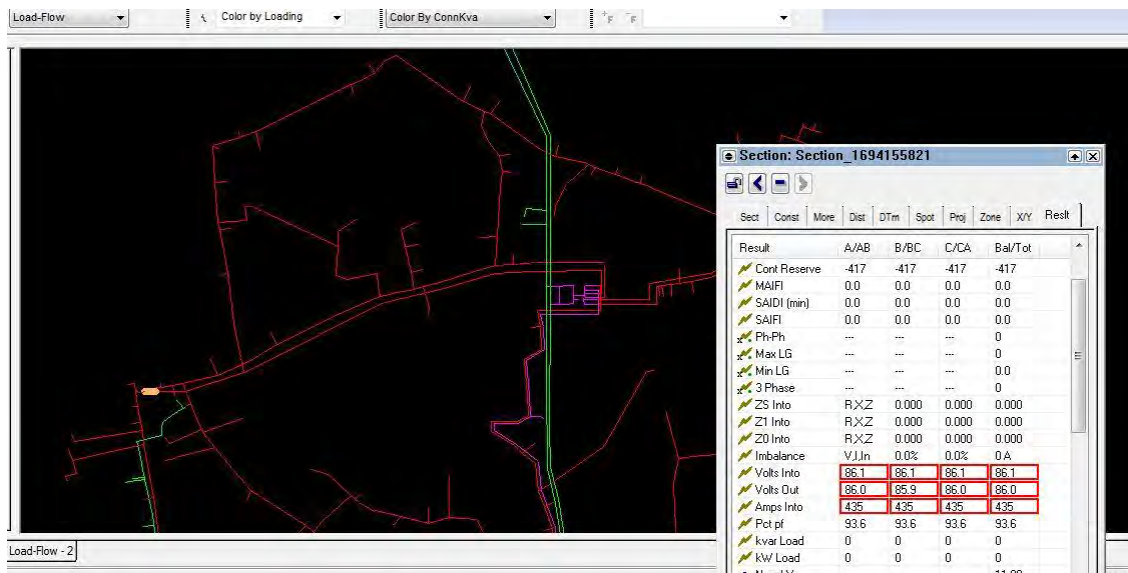 Load-Flow Color by Loading Color By ConnKva
Section: Section_1694155821
Sect Const More Dist DTm Spot Proj Zone X/Y Reslt
Result A/AB B/BC C/CA Bal/Tot
Cont Reserve -417 -417 -417 -417
MAIFI 0.0 0.0 0.0 0.0
SAIDI (min) 0.0 0.0 0.0 0.0
SAIFI 0.0 0.0 0.0 0.0
Ph-Ph --- --- --- 0
Max LG --- --- --- 0
Min LG --- --- --- 0.0
3 Phase --- --- --- 0
ZS Into R,X,Z 0.000 0.000 0.000
Z1 Into R,X,Z 0.000 0.000 0.000
Z0 Into R,X,Z 0.000 0.000 0.000
Imbalance V,I,In 0.0% 0.0% 0 A
Volts Into 86.1 86.1 86.1 86.1
Volts Out 86.0 85.9 86.0 86.0
Amps Into 435 435 435 435
Pct pf 93.6 93.6 93.6 93.6
kvar Load 0 0 0 0
kW Load 0 0 0 0
Load-Flow - 2